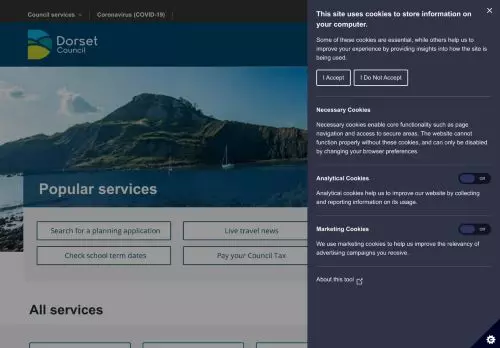 Council services
Coronavirus (COVID-19)
Dorset
Council
Popular services
Search for a planning application
Live travel news
Check school term dates
Pay your Council Tax
All services
This site uses cookies to store information on
your computer.
Some of these cookies are essential, while others help us to
improve your experience by providing insights into how the site is
being used.
I Accept
I Do Not Accept
Necessary Cookies
Necessary cookies enable core functionality such as page
navigation and access to secure areas. The website cannot
function properly without these cookies, and can only be disabled
by changing your browser preferences.
Analytical Cookies
Off
Analytical cookies help us to improve our website by collecting
and reporting information on its usage.
Marketing Cookies
Off
We use marketing cookies to help us improve the relevancy of
advertising campaigns you receive.
About this tool